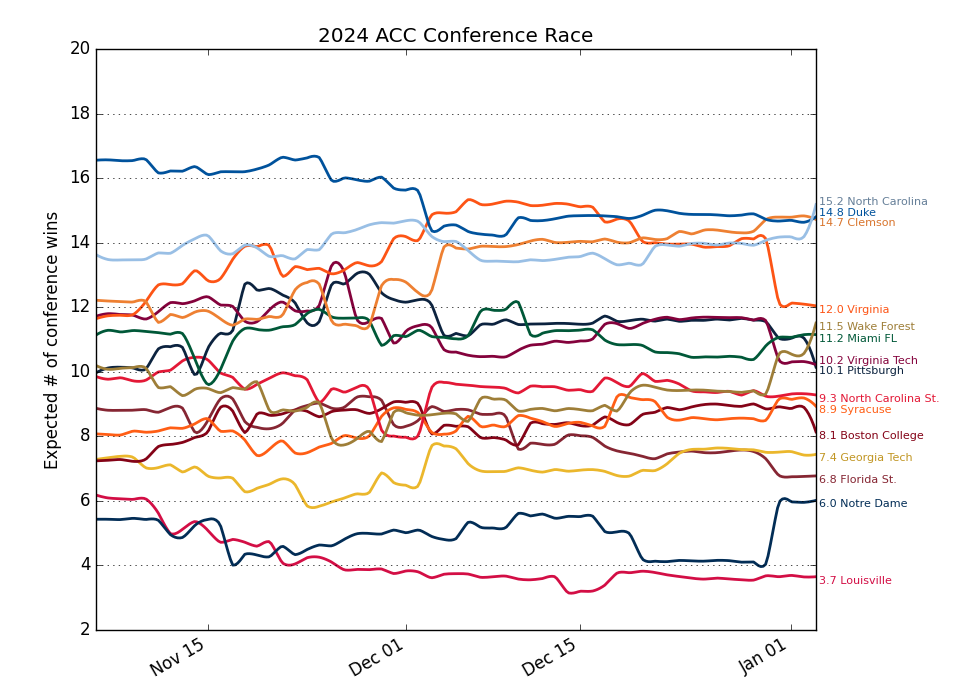 2024 ACC Conference Race
Expected # of conference wins
20
18
16
14
12
10
8
6
4
2
Nov 15
Dec 01
Dec 15
Jan 01
15.2 North Carolina
14.8 Duke
14.7 Clemson
12.0 Virginia
11.5 Wake Forest
11.2 Miami FL
10.2 Virginia Tech
10.1 Pittsburgh
9.3 North Carolina St.
8.9 Syracuse
8.1 Boston College
7.4 Georgia Tech
6.8 Florida St.
6.0 Notre Dame
3.7 Louisville